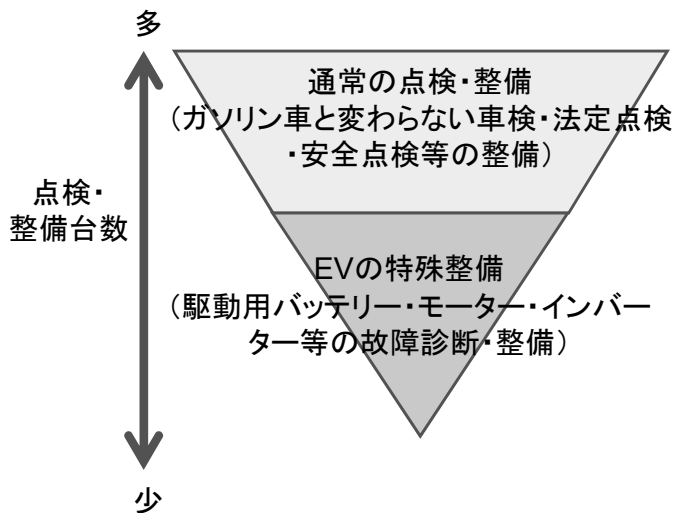 多
通常の点検・整備
（ガソリン車と変わらない車検・法定点検
・安全点検等の整備）
点検・
整備台数
EVの特殊整備
（駆動用バッテリー・モーター・インバー
ター等の故障診断・整備）
少